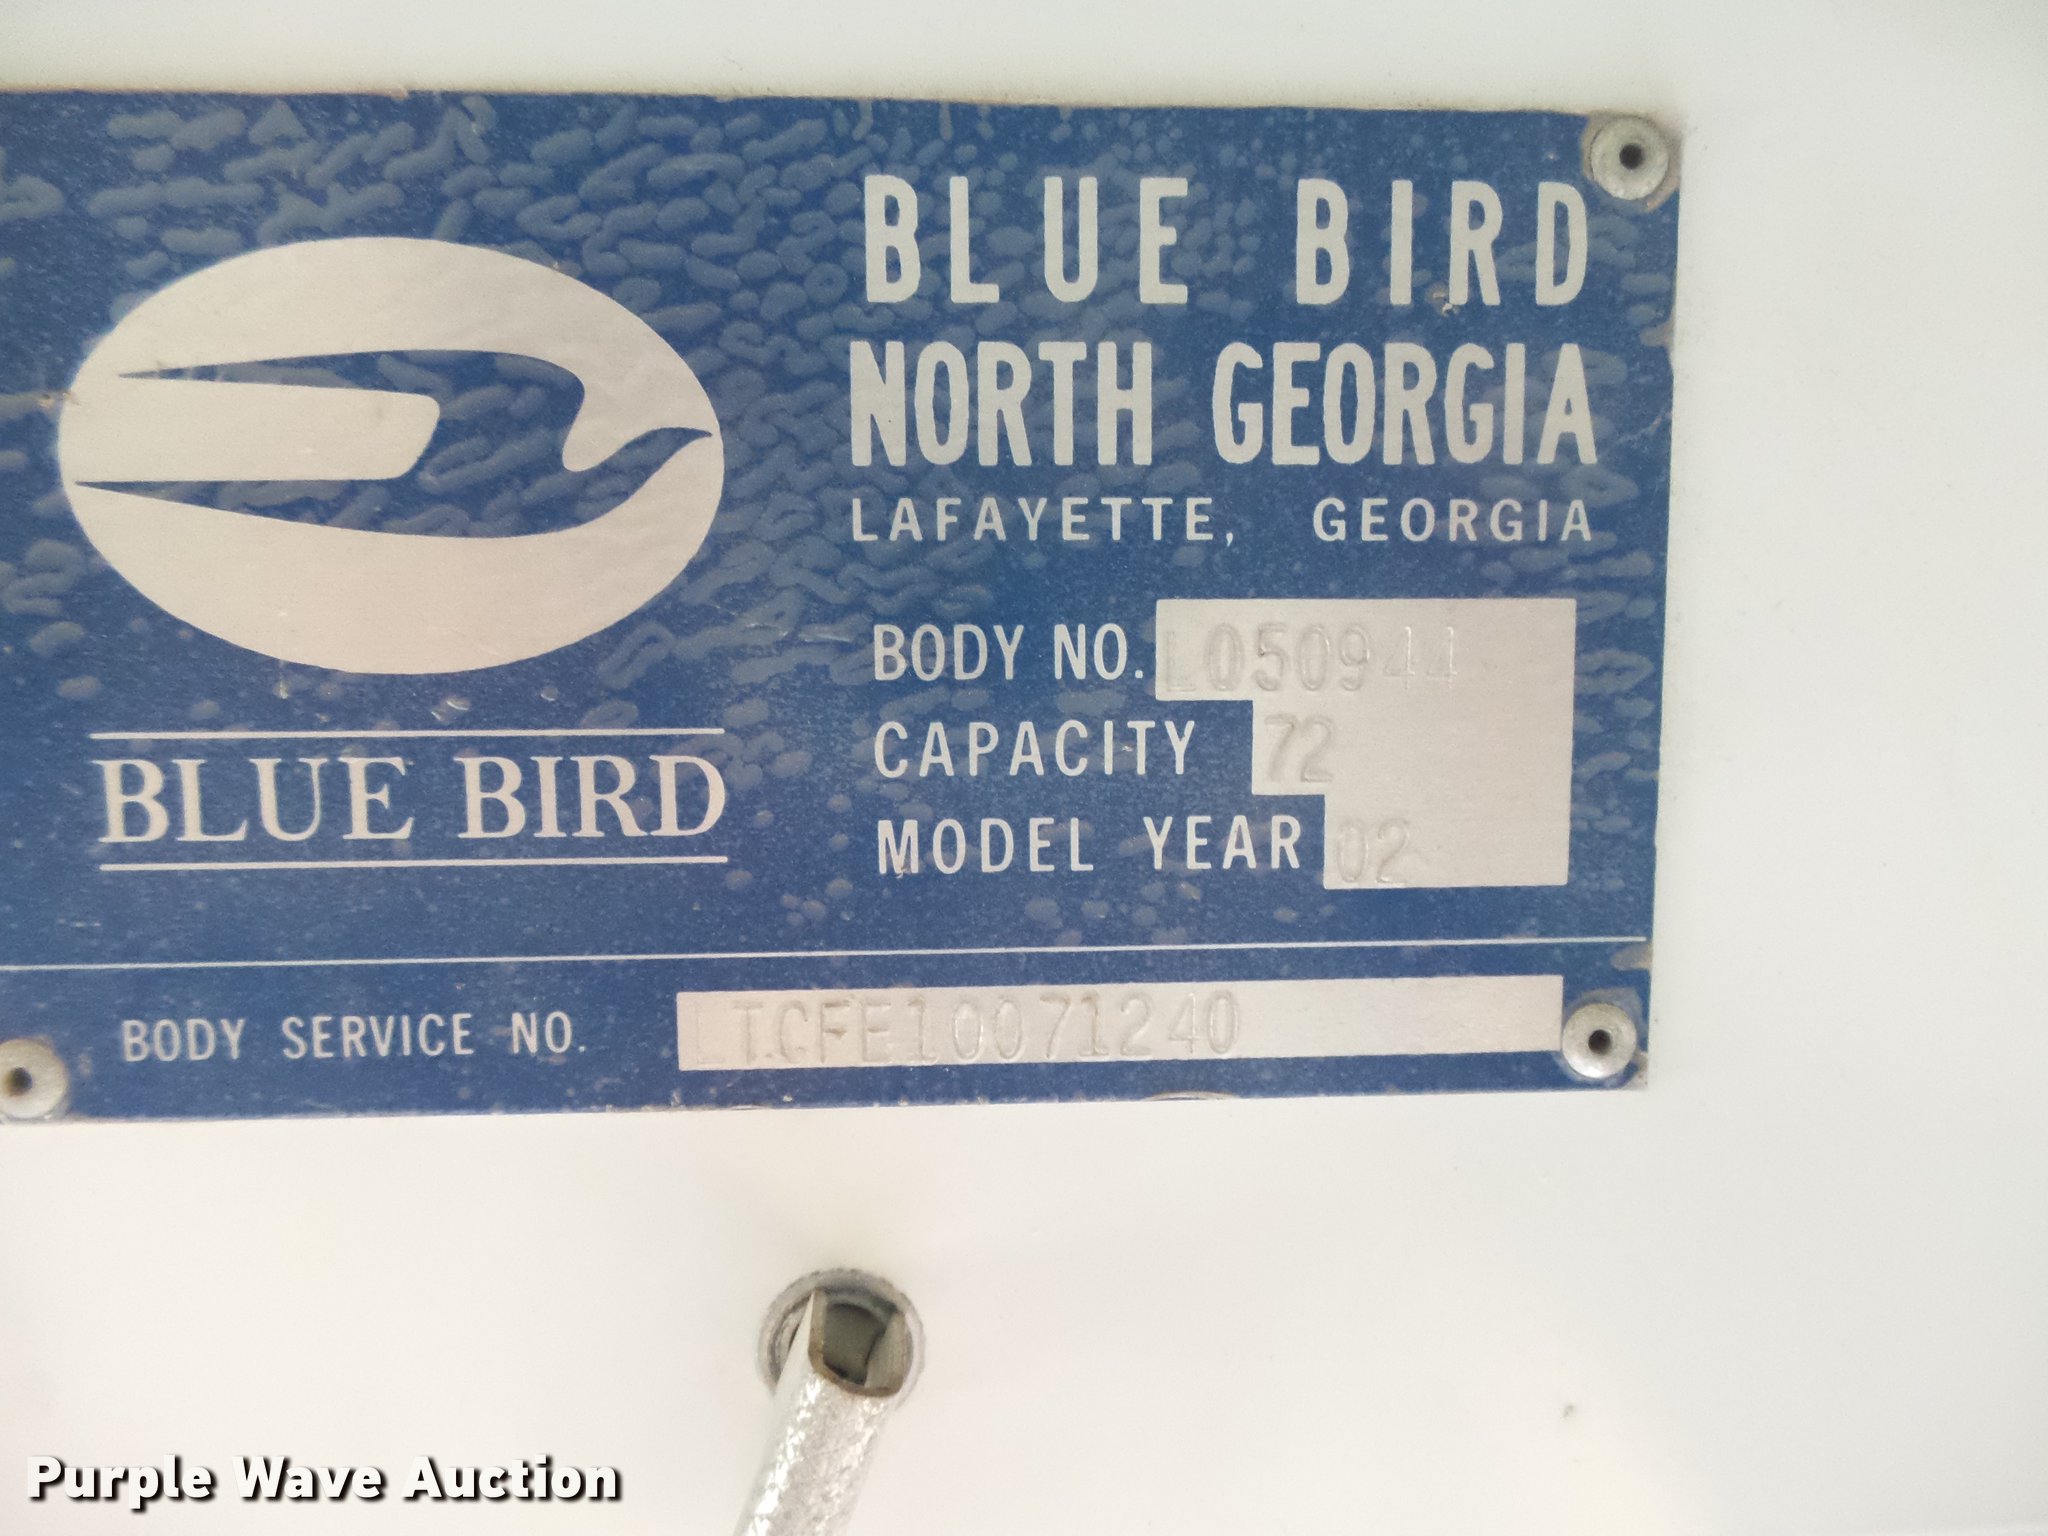 BLUE BIRD
NORTH GEORGIA
LAFAYETTE, GEORGIA
BODY NO. L050944
CAPACITY 72
MODEL YEAR 02
BLUE BIRD
BODY SERVICE NO. LTCFE10071240
Purple Wave Auction